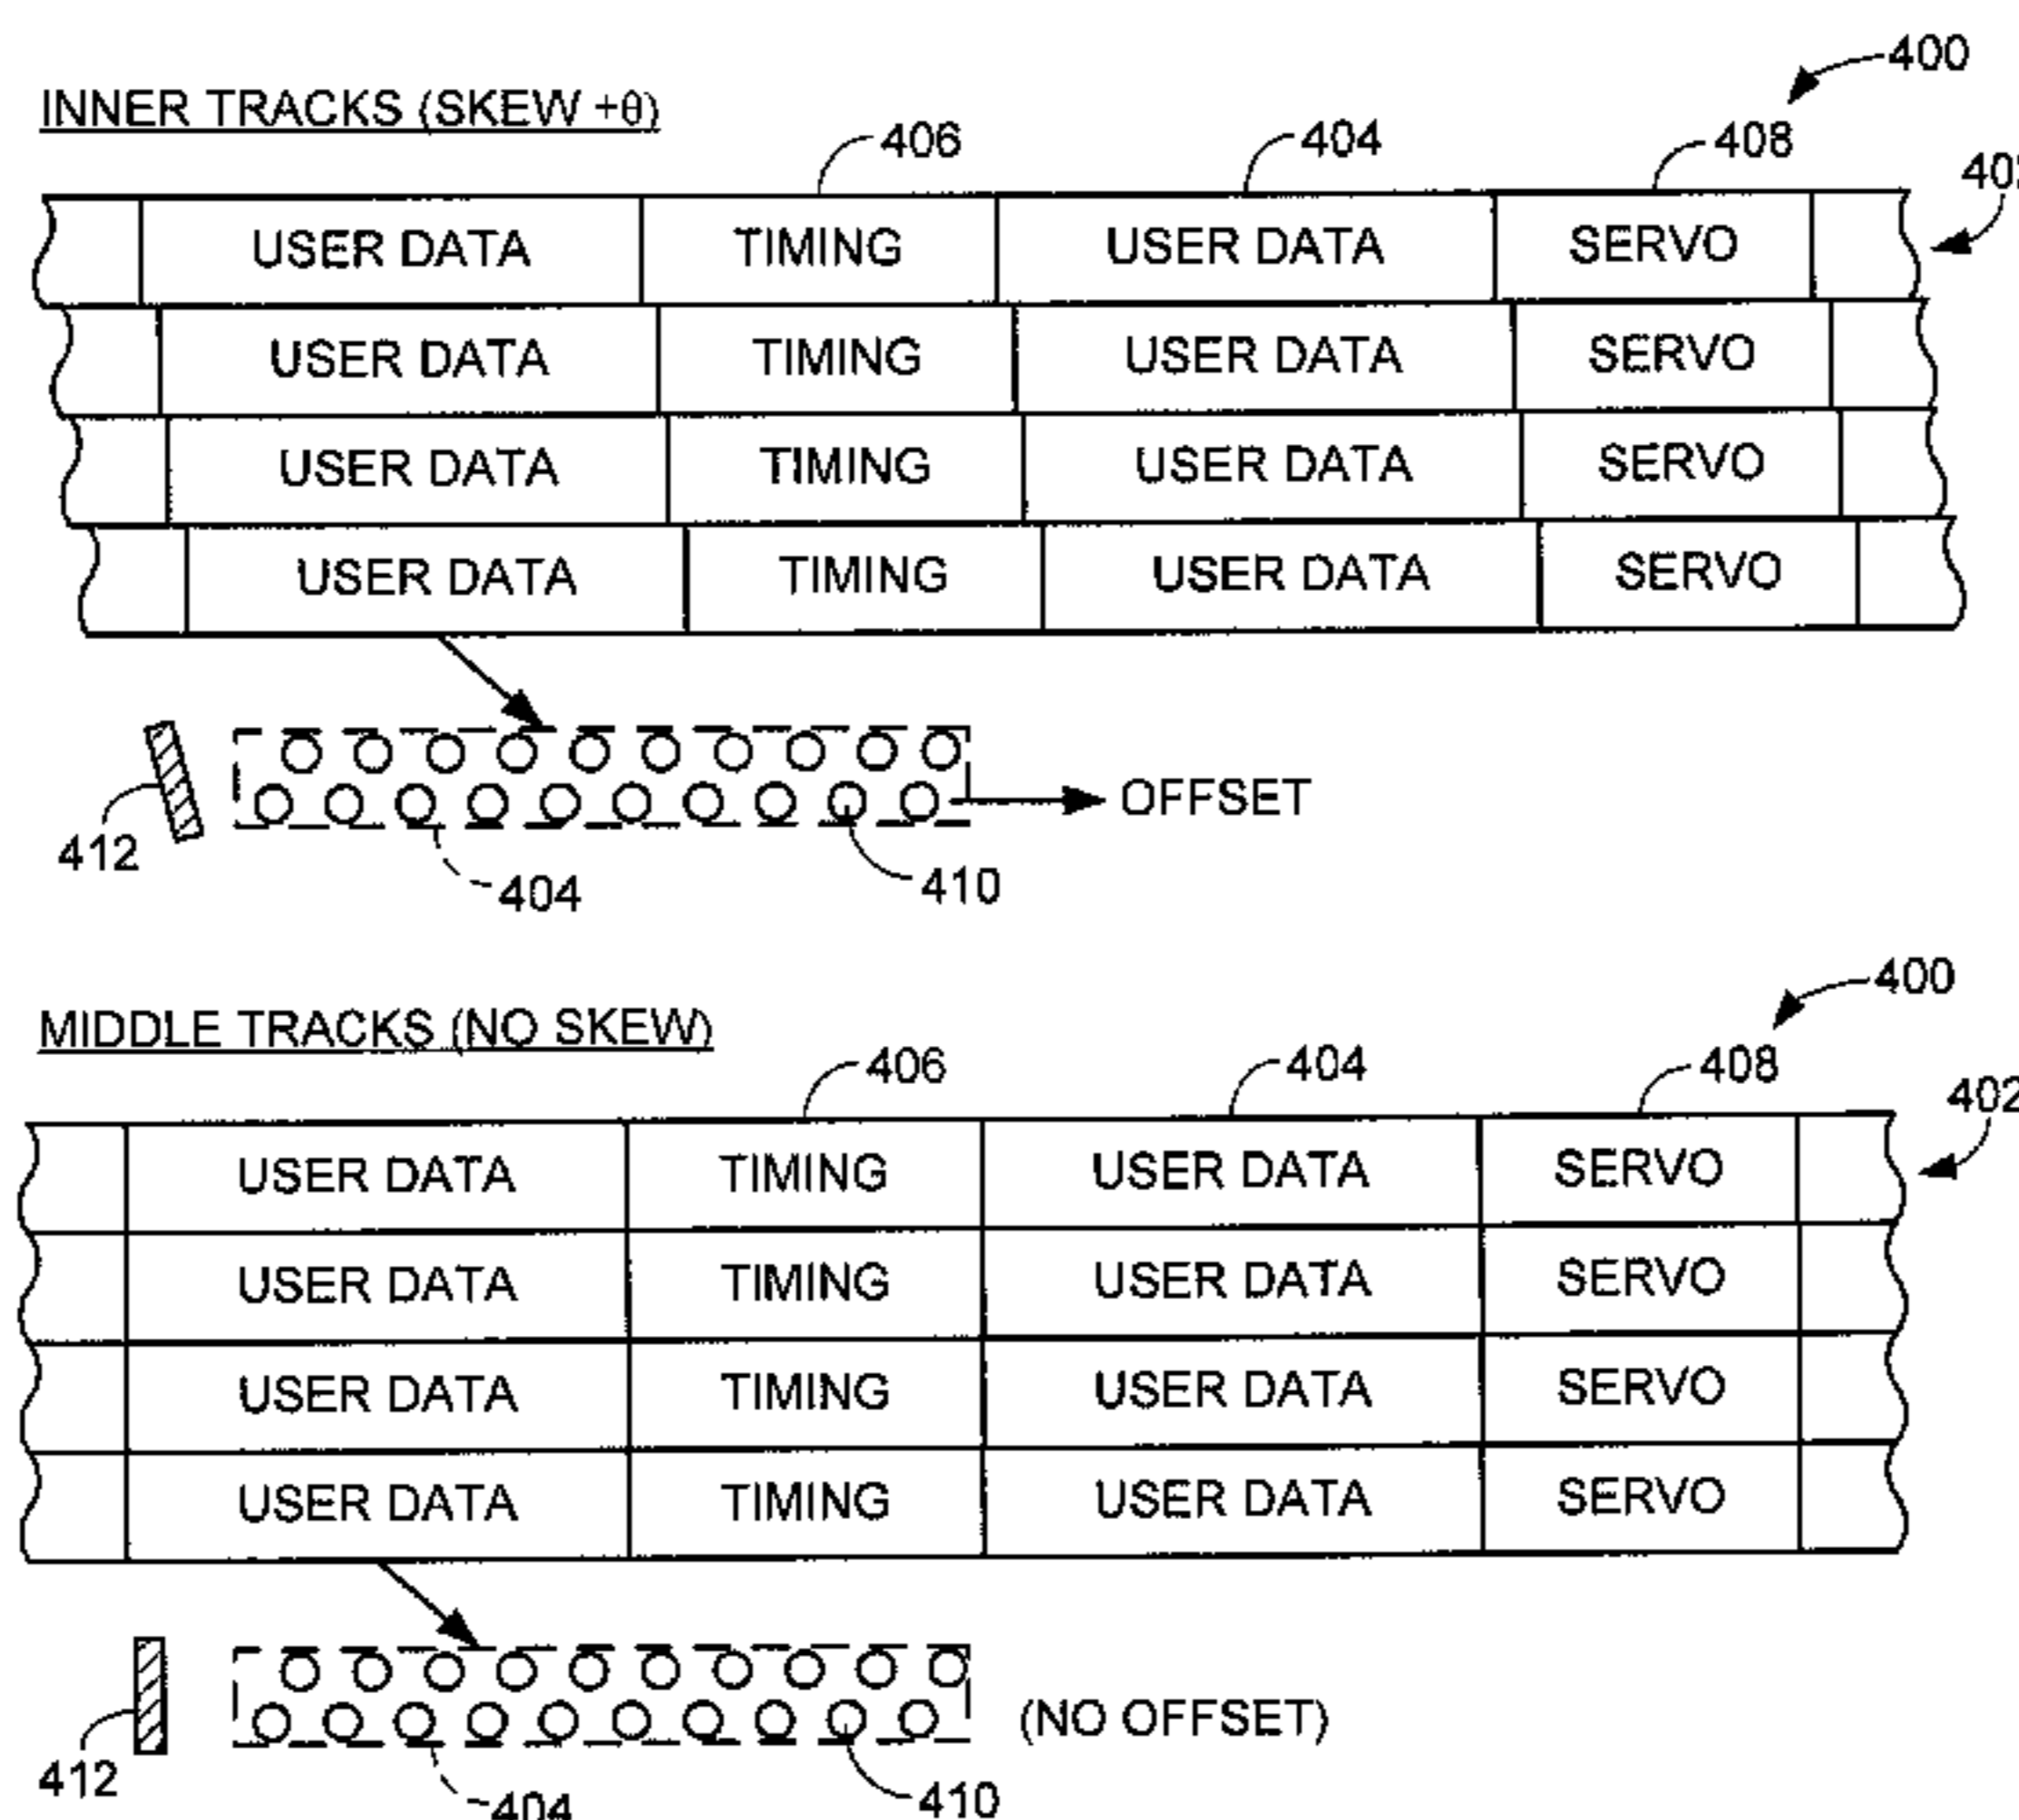 400
INNER TRACKS (SKEW +θ)
406 404 408
USER DATA TIMING USER DATA SERVO
USER DATA TIMING USER DATA SERVO
USER DATA TIMING USER DATA SERVO
USER DATA TIMING USER DATA SERVO
OFFSET
412 404 410
400
MIDDLE TRACKS (NO SKEW)
406 404 408
402
USER DATA TIMING USER DATA SERVO
USER DATA TIMING USER DATA SERVO
USER DATA TIMING USER DATA SERVO
USER DATA TIMING USER DATA SERVO
(NO OFFSET)
412 404 410